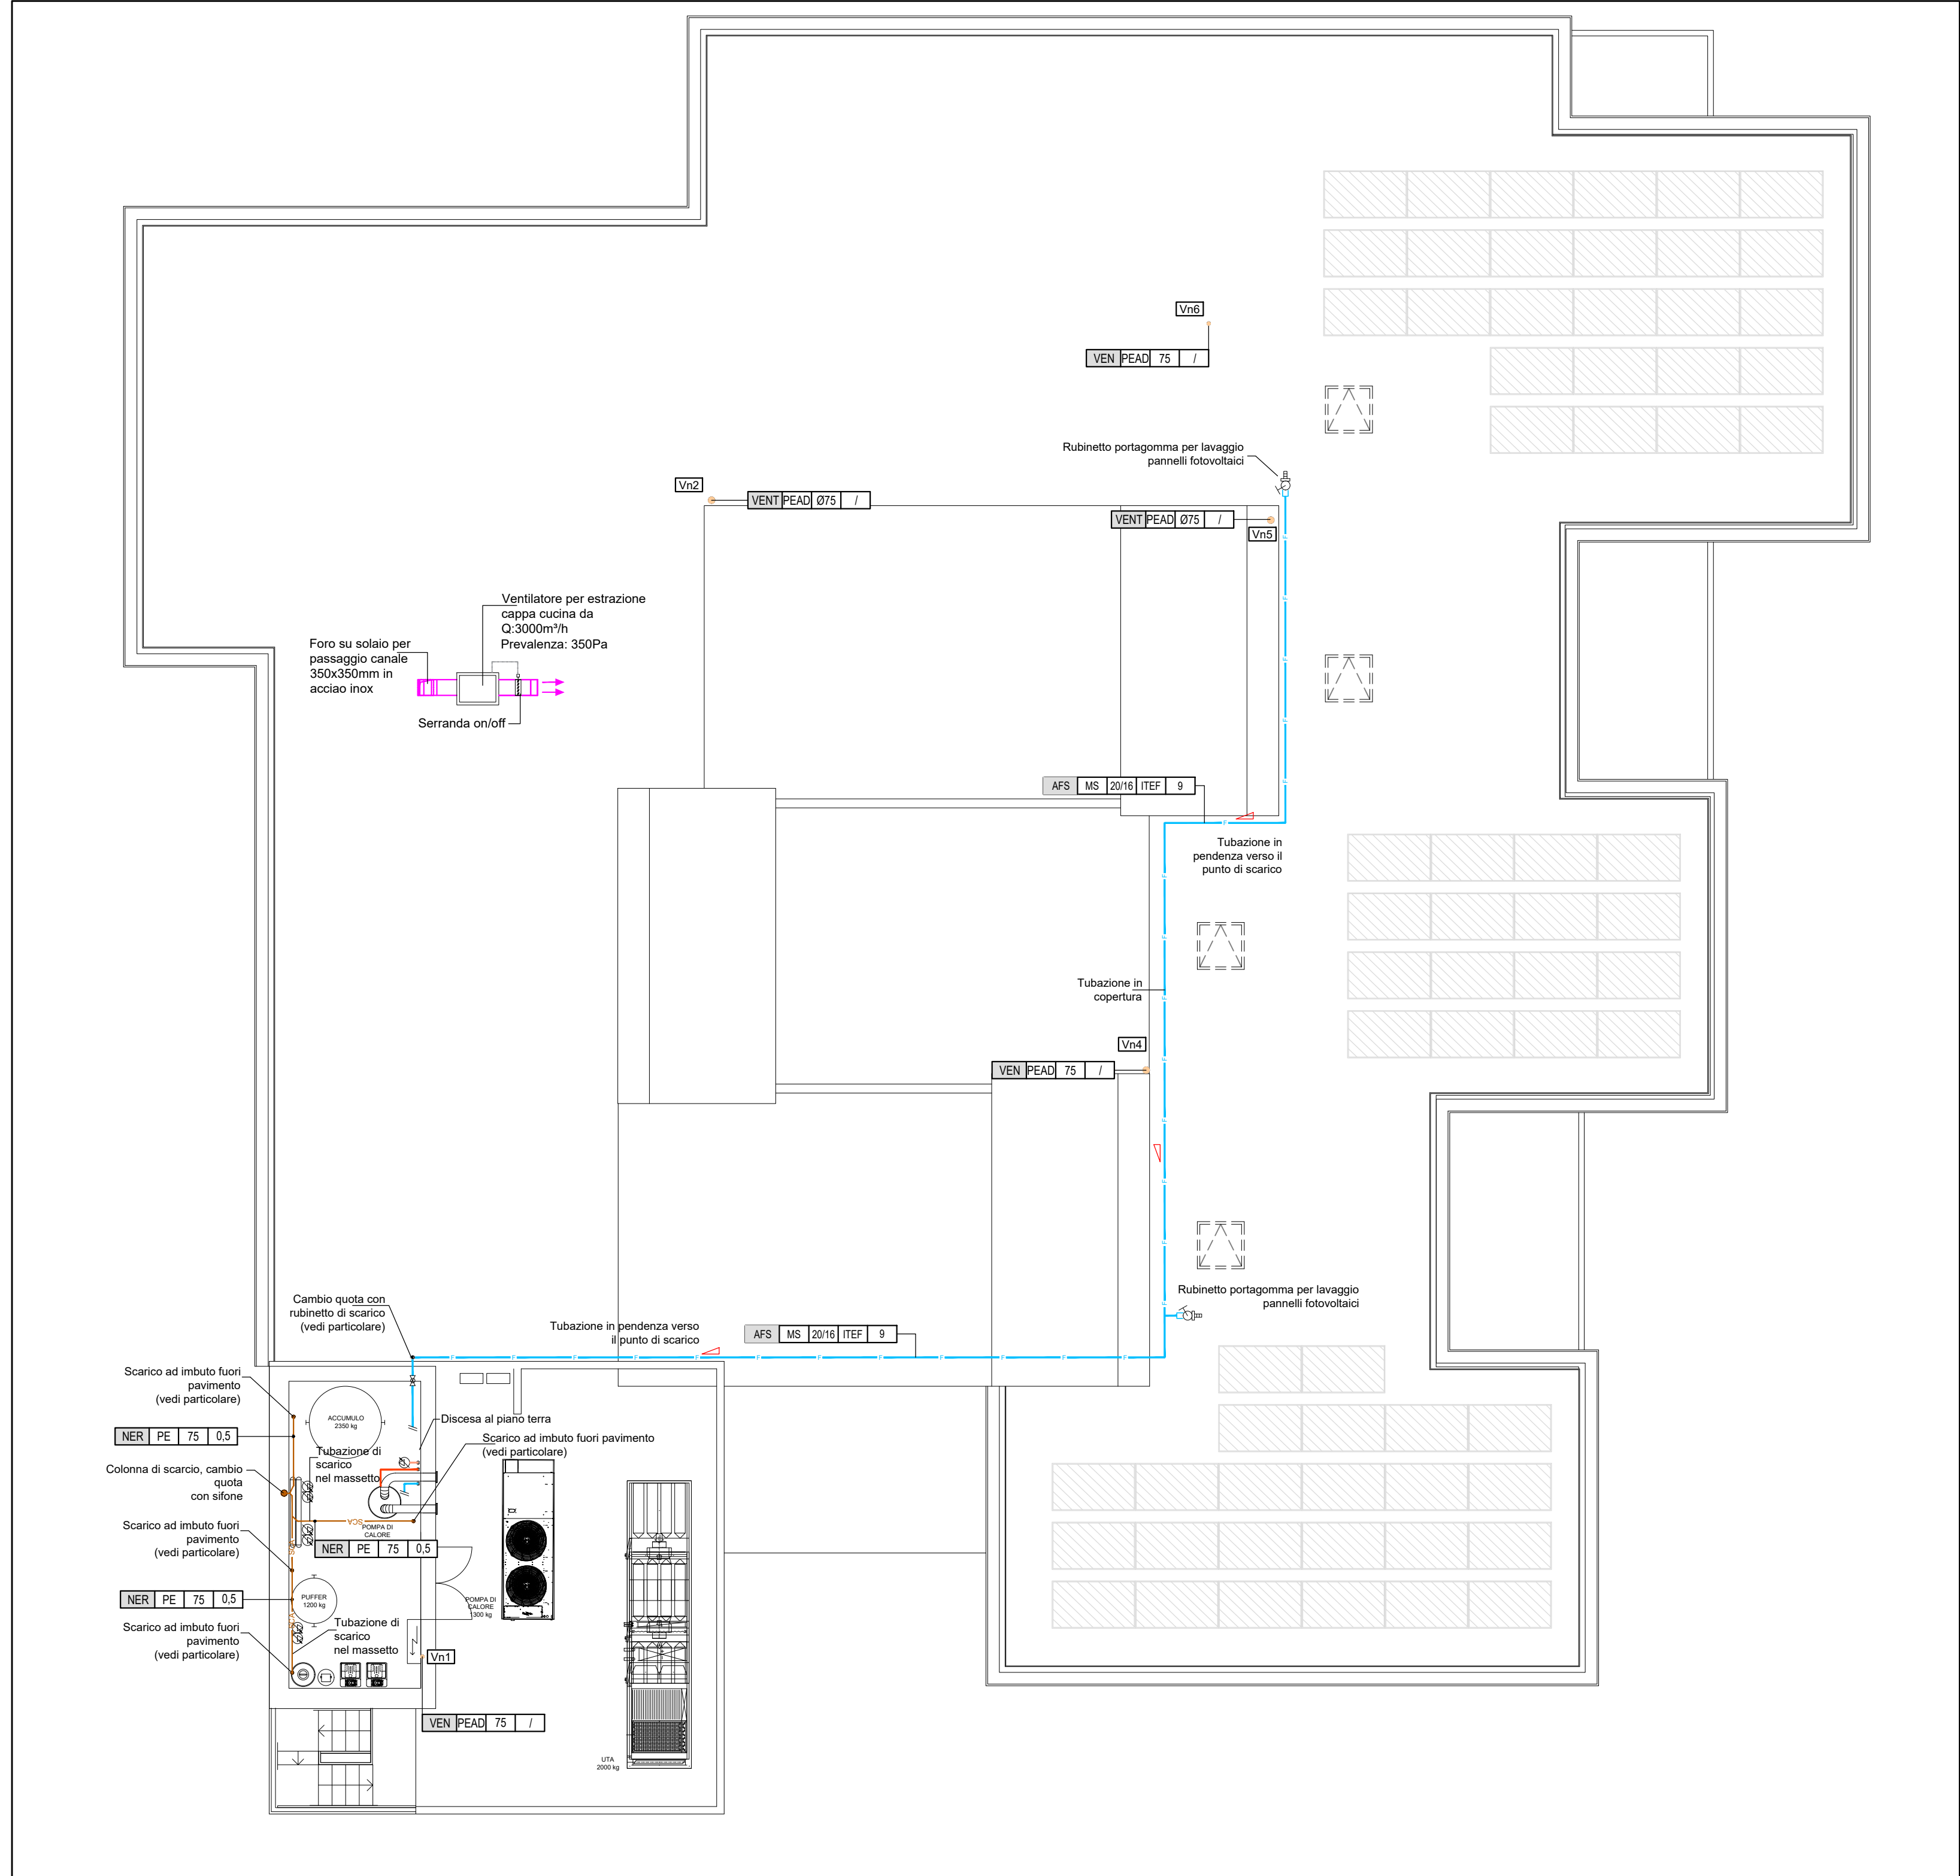 Vn6
VEN PEAD 75 /
Rubinetto portagomma per lavaggio
pannelli fotovoltaici
Vn2
VENT PEAD Ø75 /
VENT PEAD Ø75 /
Vn5
Ventilatore per estrazione
cappa cucina da
Q:3000m³/h
Prevalenza: 350Pa
Foro su solaio per
passaggio canale
350x350mm in
acciao inox
Serranda on/off
AFS MS 20/16 ITEF 9
Tubazione in
pendenza verso il
punto di scarico
Tubazione in
copertura
Vn4
VEN PEAD 75 /
Rubinetto portagomma per lavaggio
pannelli fotovoltaici
Cambio quota con
rubinetto di scarico
(vedi particolare)
Tubazione in pendenza verso
il punto di scarico
AFS MS 20/16 ITEF 9
Scarico ad imbuto fuori
pavimento
(vedi particolare)
ACCUMULO
2350 kg
Discesa al piano terra
NER PE 75 0,5
Scarico ad imbuto fuori pavimento
(vedi particolare)
Tubazione di
scarico
nel massetto
Colonna di scarcio, cambio
quota
con sifone
SCA
POMPA DI
CALORE
Scarico ad imbuto fuori
pavimento
(vedi particolare)
NER PE 75 0,5
PUFFER
1200 kg
NER PE 75 0,5
POMPA DI
CALORE
1300 kg
Scarico ad imbuto fuori
pavimento
(vedi particolare)
Tubazione di
scarico
nel massetto
Vn1
VEN PEAD 75 /
UTA
2000 kg